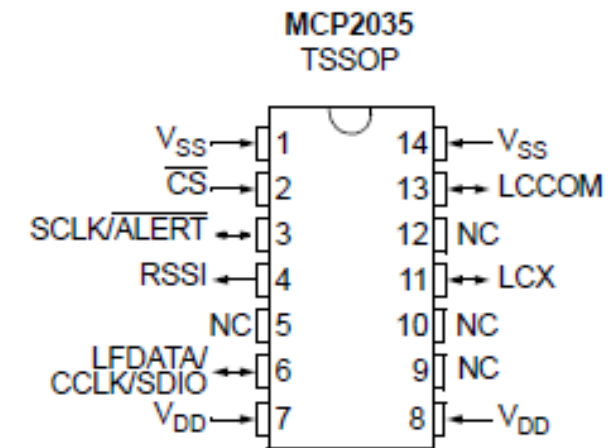 MCP2035
TSSOP
VSS 1 14 VSS
CS 2 13 LCCOM
SCLK/ALERT 3 12 NC
RSSI 4 11 LCX
NC 5 10 NC
LFDATA/
CCLK/SDIO 6 9 NC
VDD 7 8 VDD